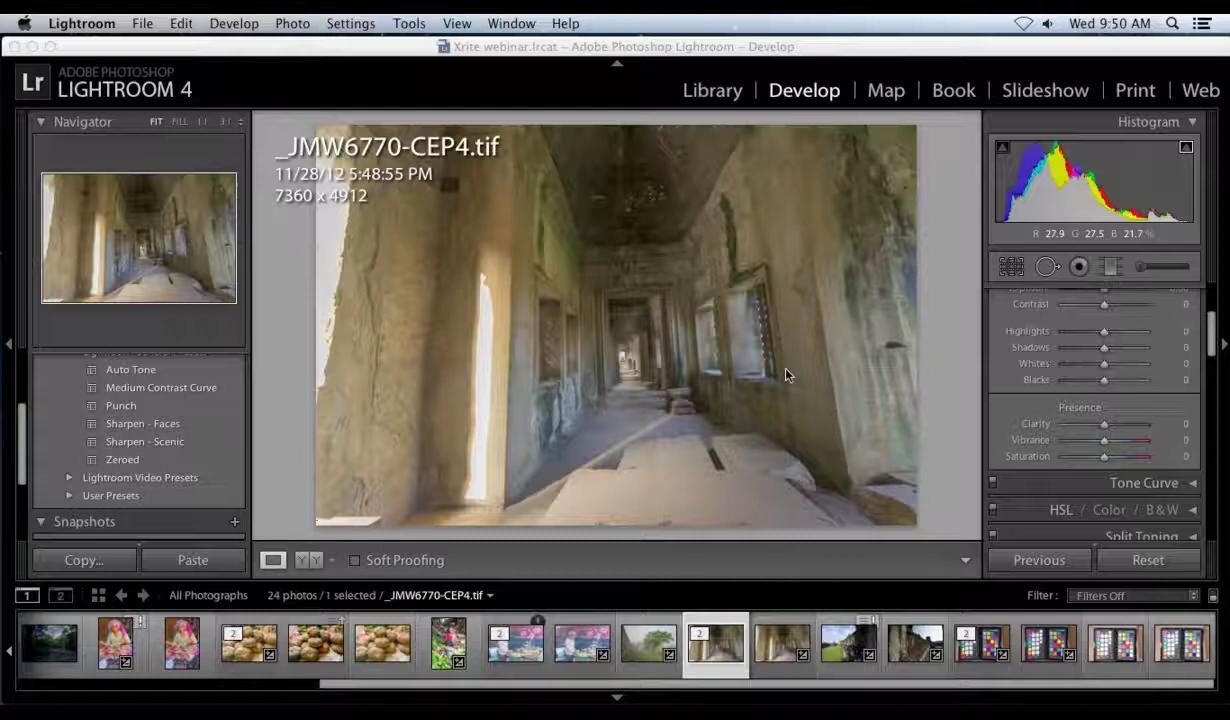 Lightroom File Edit Develop Photo Settings Tools View Window Help Wed 9:50 AM
Xrite webinar.lrcat – Adobe Photoshop Lightroom – Develop
Lr ADOBE PHOTOSHOP
LIGHTROOM 4
Library | Develop | Map | Book | Slideshow | Print | Web
Navigator FIT FILL 1:1 3:1
Histogram
_JMW6770-CEP4.tif
11/28/12 5:48:55 PM
7360 x 4912
R 27.9 G 27.5 B 21.7 %
Contrast 0
Highlights 0
Shadows 0
Whites 0
Blacks 0
Presence
Clarity 0
Vibrance 0
Saturation 0
Tone Curve
HSL / Color / B&W
Split Toning
Auto Tone
Medium Contrast Curve
Punch
Sharpen - Faces
Sharpen - Scenic
Zeroed
Lightroom Video Presets
User Presets
Snapshots +
Copy... Paste
Y Y Soft Proofing
Previous Reset
1 2 All Photographs 24 photos / 1 selected / _JMW6770-CEP4.tif Filter : Filters Off
2 2 2 2